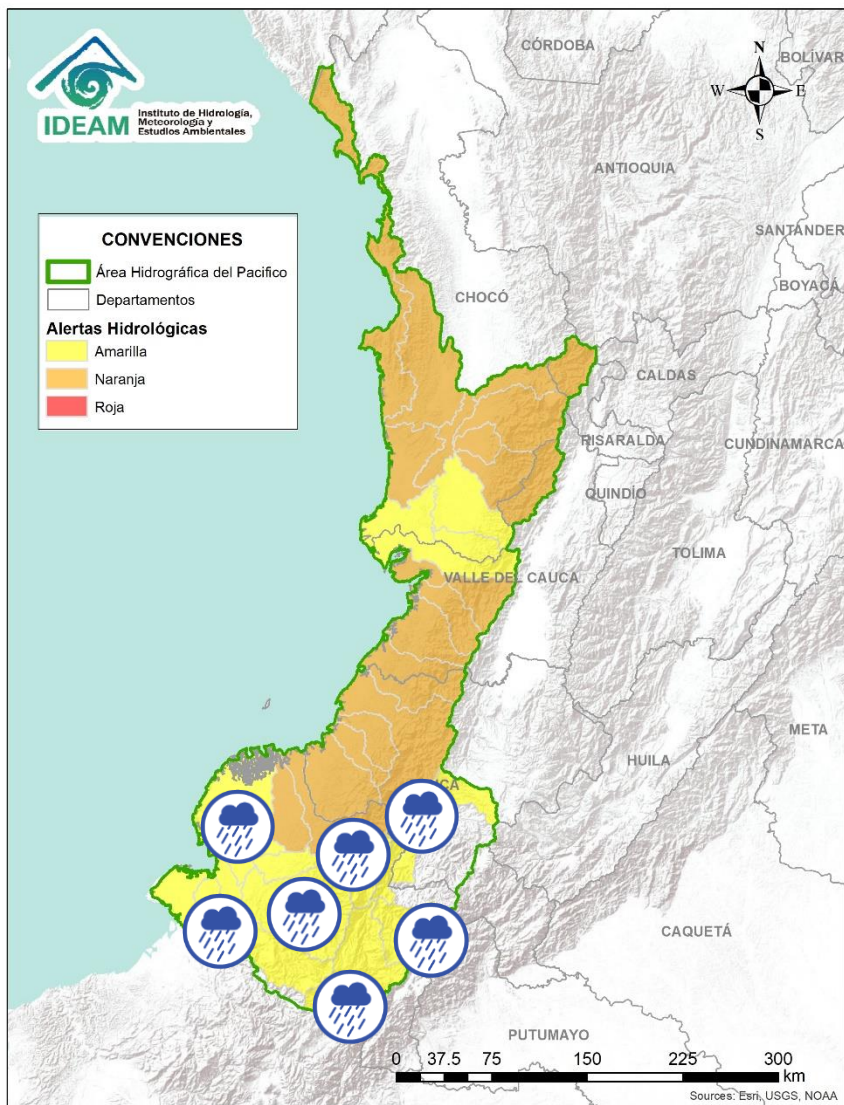 IDEAM
Instituto de Hidrología,
Meteorología y
Estudios Ambientales
CÓRDOBA
BOLÍVAR
N
W
E
S
ANTIOQUIA
SANTANDER
BOYACÁ
CONVENCIONES
Área Hidrográfica del Pacifico
Departamentos
Alertas Hidrológicas
Amarilla
Naranja
Roja
CHOCÓ
CALDAS
RISARALDA
CUNDINAMARCA
QUINDÍO
TOLIMA
VALLE DEL CAUCA
META
HUILA
CAQUETÁ
PUTUMAYO
0 37.5 75 150 225 300
km
Sources: Esri, USGS, NOAA